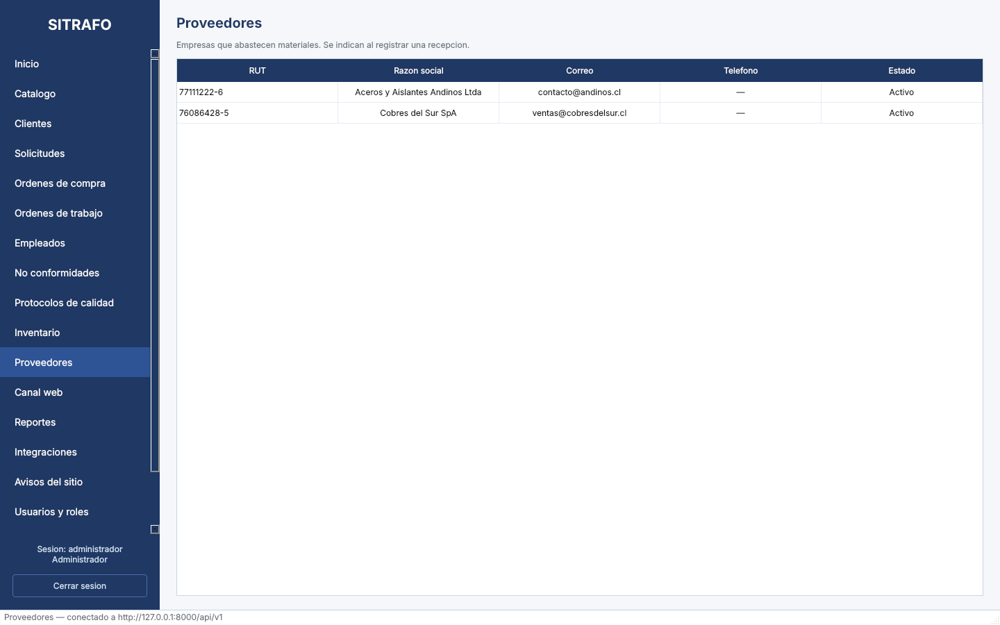 SITRAFO
Inicio
Catalogo
Clientes
Solicitudes
Ordenes de compra
Ordenes de trabajo
Empleados
No conformidades
Protocolos de calidad
Inventario
Proveedores
Canal web
Reportes
Integraciones
Avisos del sitio
Usuarios y roles
Sesion: administrador
Administrador
Cerrar sesion
Proveedores
Empresas que abastecen materiales. Se indican al registrar una recepcion.
RUT Razon social Correo Telefono Estado
77111222-6 Aceros y Aislantes Andinos Ltda contacto@andinos.cl — Activo
76086428-5 Cobres del Sur SpA ventas@cobresdelsur.cl — Activo
Proveedores — conectado a http://127.0.0.1:8000/api/v1